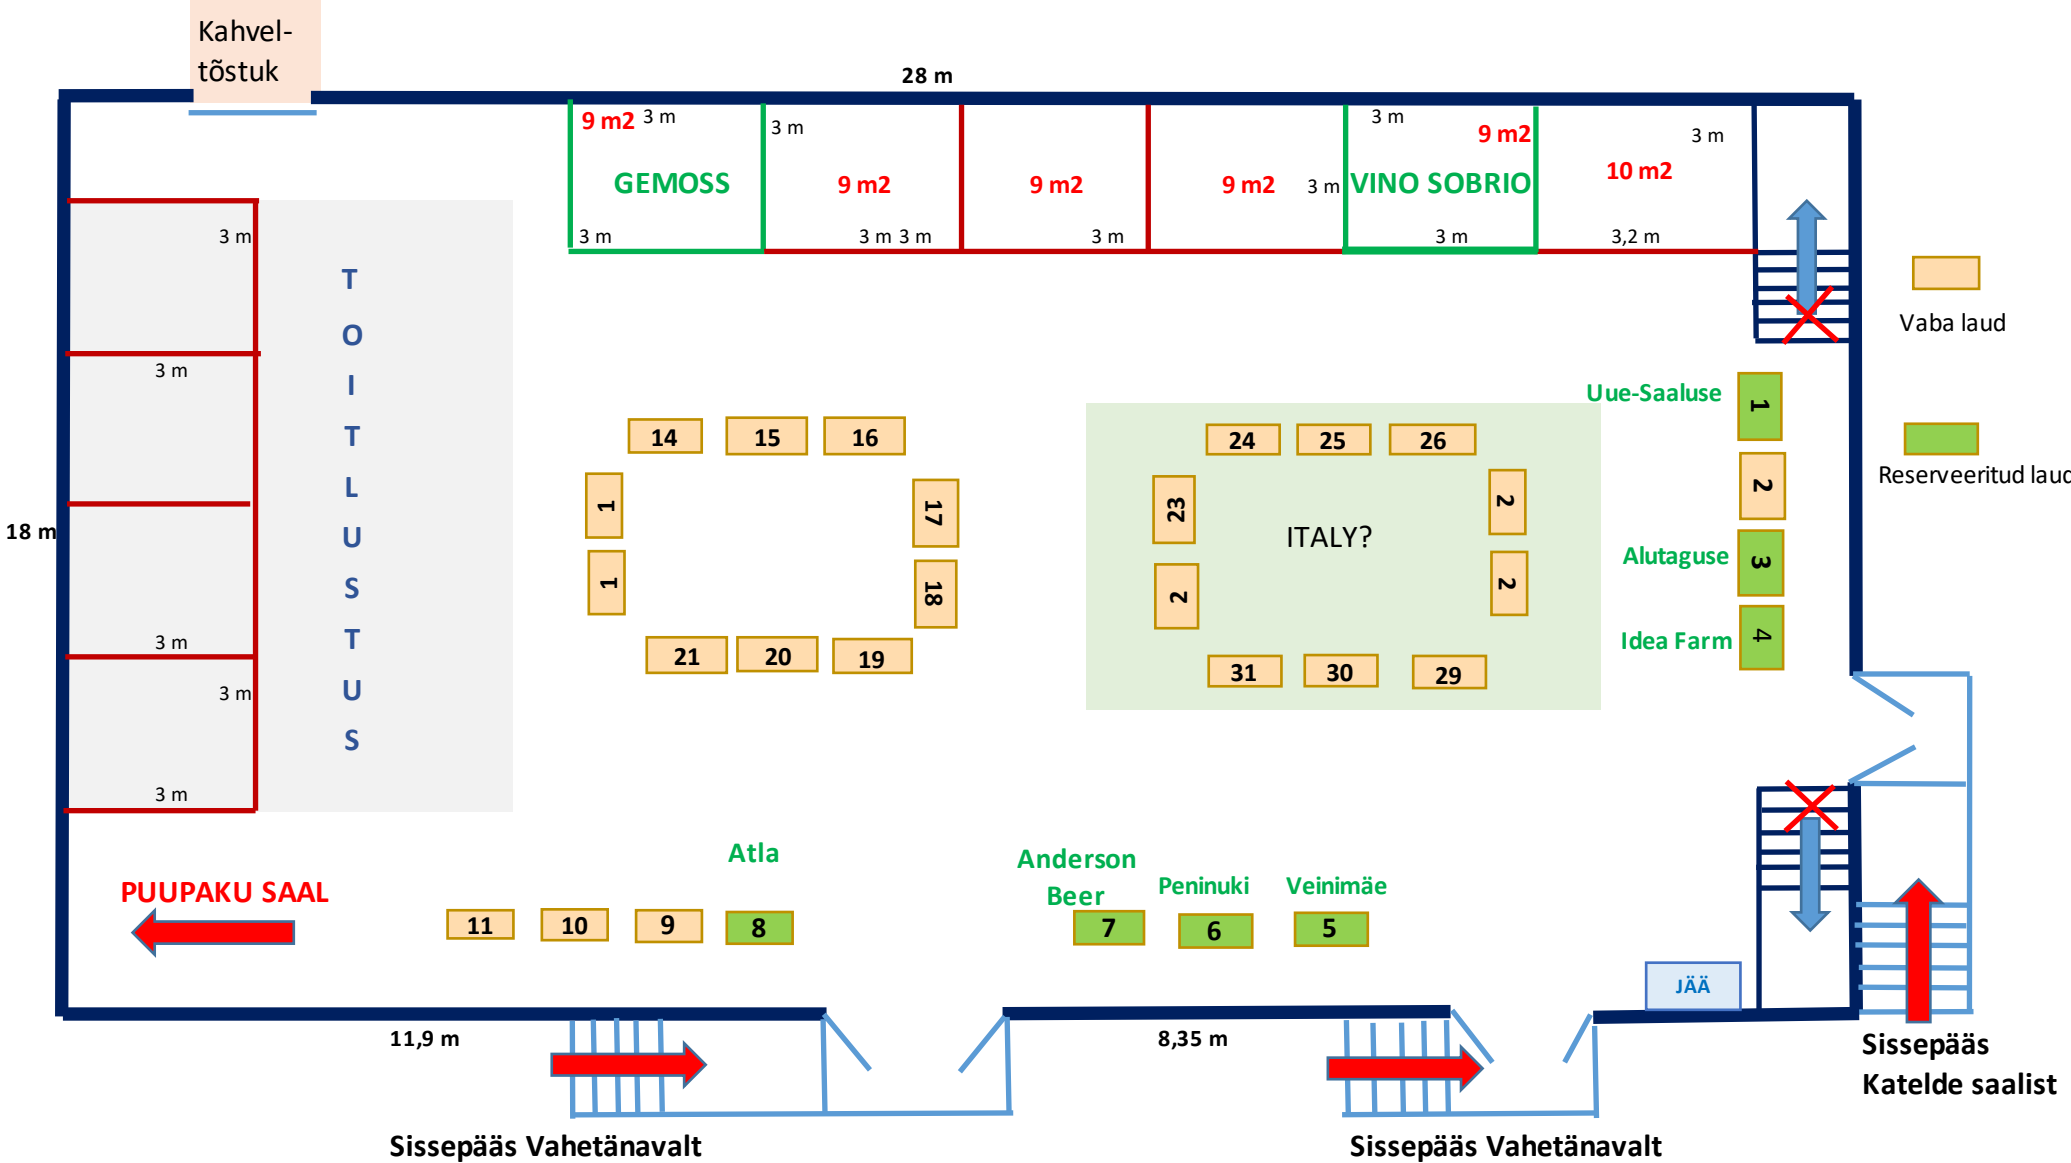 Kahvel-
tõstuk
28 m
9 m2 3 m
3 m
3 m
9 m2
3 m
GEMOSS
9 m2
9 m2
9 m2
3 m
VINO SOBRIO
10 m2
3 m
3 m 3 m
3 m
3 m
3,2 m
3 m
3 m
3 m
3 m
3 m
18 m
T
O
I
T
L
U
S
T
U
S
Vaba laud
Reserveeritud laud
Uue-Saaluse
1
2
Alutaguse
3
Idea Farm
4
14
15
16
1
1
17
18
21
20
19
24
25
26
23
2
2
2
ITALY?
31
30
29
Atla
Anderson
Beer
Peninuki
Veinimäe
PUUPAKU SAAL
11
10
9
8
7
6
5
JÄÄ
11,9 m
8,35 m
Sissepääs
Katelde saalist
Sissepääs Vahetänavalt
Sissepääs Vahetänavalt